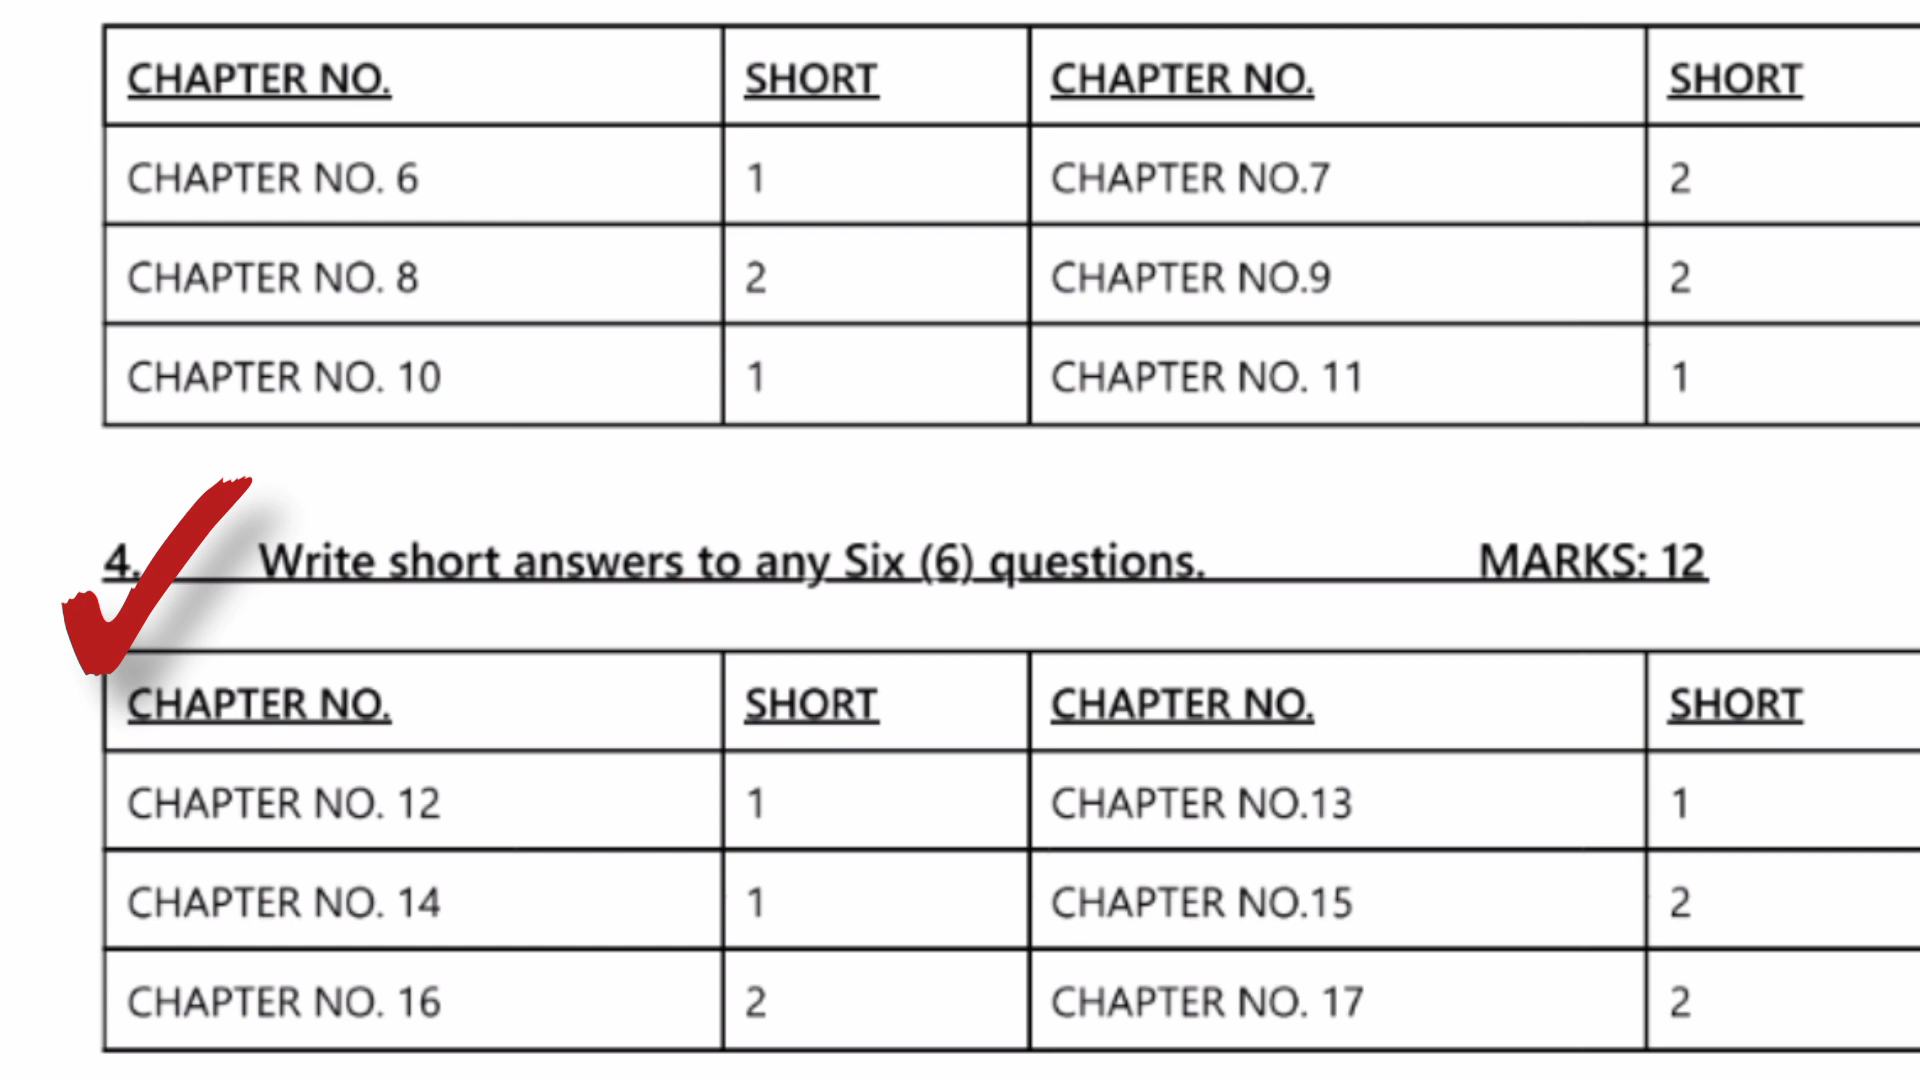 CHAPTER NO. SHORT CHAPTER NO. SHORT
CHAPTER NO. 6 1 CHAPTER NO.7 2
CHAPTER NO. 8 2 CHAPTER NO.9 2
CHAPTER NO. 10 1 CHAPTER NO. 11 1
4. Write short answers to any Six (6) questions. MARKS: 12
CHAPTER NO. SHORT CHAPTER NO. SHORT
CHAPTER NO. 12 1 CHAPTER NO.13 1
CHAPTER NO. 14 1 CHAPTER NO.15 2
CHAPTER NO. 16 2 CHAPTER NO. 17 2